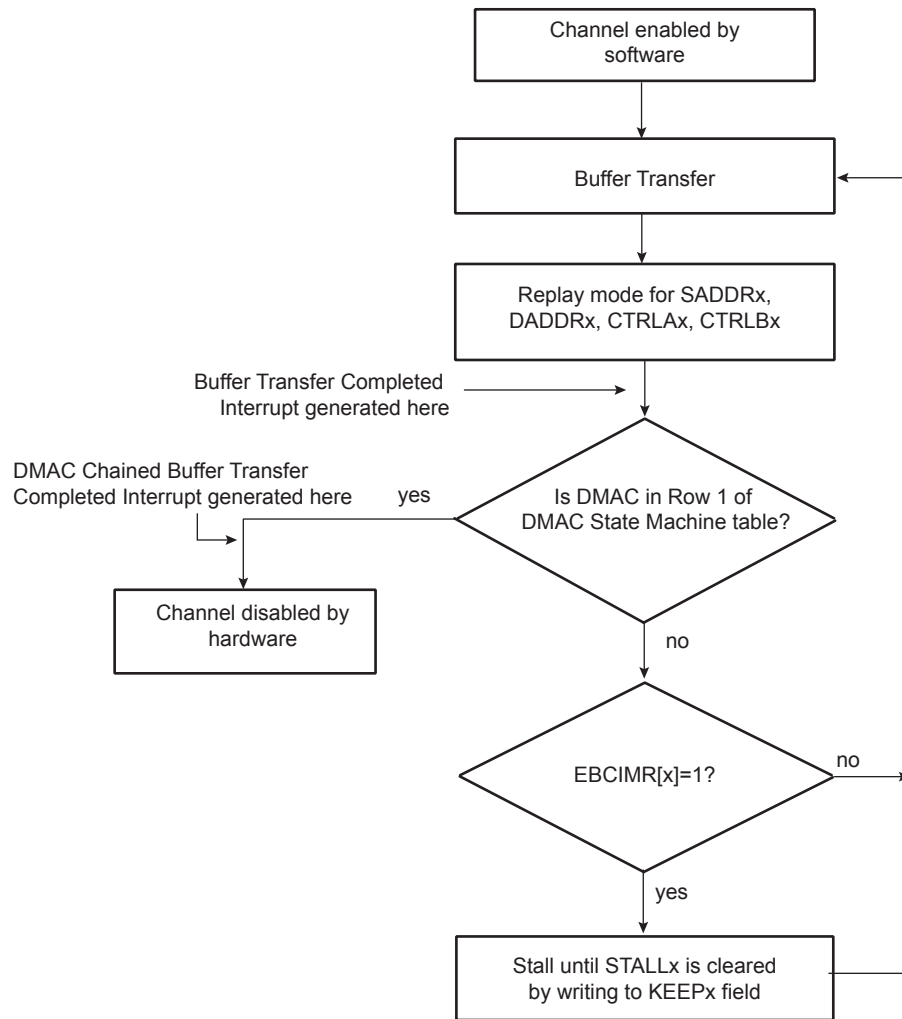 Channel enabled by
software
Buffer Transfer
Replay mode for SADDRx,
DADDRx, CTRLAx, CTRLBx
Buffer Transfer Completed
Interrupt generated here
DMAC Chained Buffer Transfer
Completed Interrupt generated here
yes
Is DMAC in Row 1 of
DMAC State Machine table?
Channel disabled by
hardware
no
EBCIMR[x]=1?
no
yes
Stall until STALLx is cleared
by writing to KEEPx field